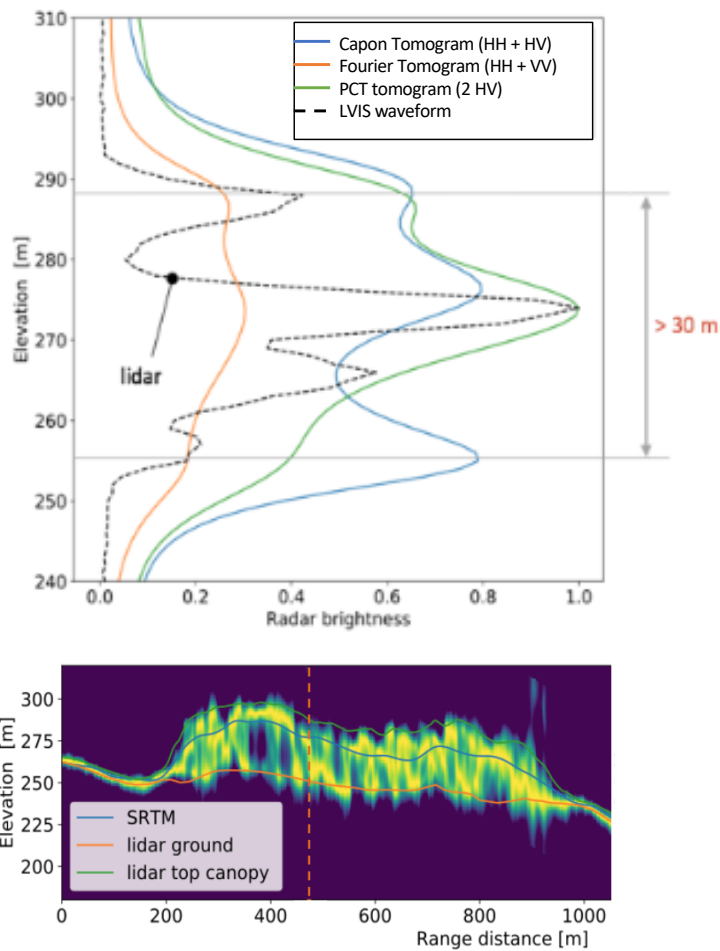 310
300
290
280
270
260
250
240
Elevation [m]
Capon Tomogram (HH + HV)
Fourier Tomogram (HH + VV)
PCT tomogram (2 HV)
LVIS waveform
lidar
> 30 m
0.0 0.2 0.4 0.6 0.8 1.0
Radar brightness
300
275
250
225
200
Elevation [m]
SRTM
lidar ground
lidar top canopy
0 200 400 600 800 1000
Range distance [m]